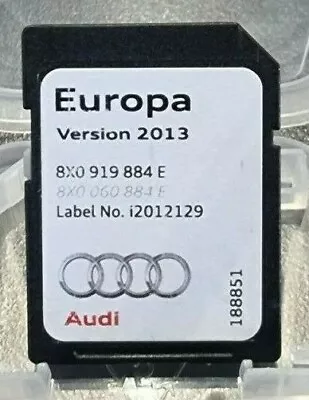 Europa
Version 2013
8X0 919 884 E
8X0 060 884 E
Label No. i2012129
Audi
188851